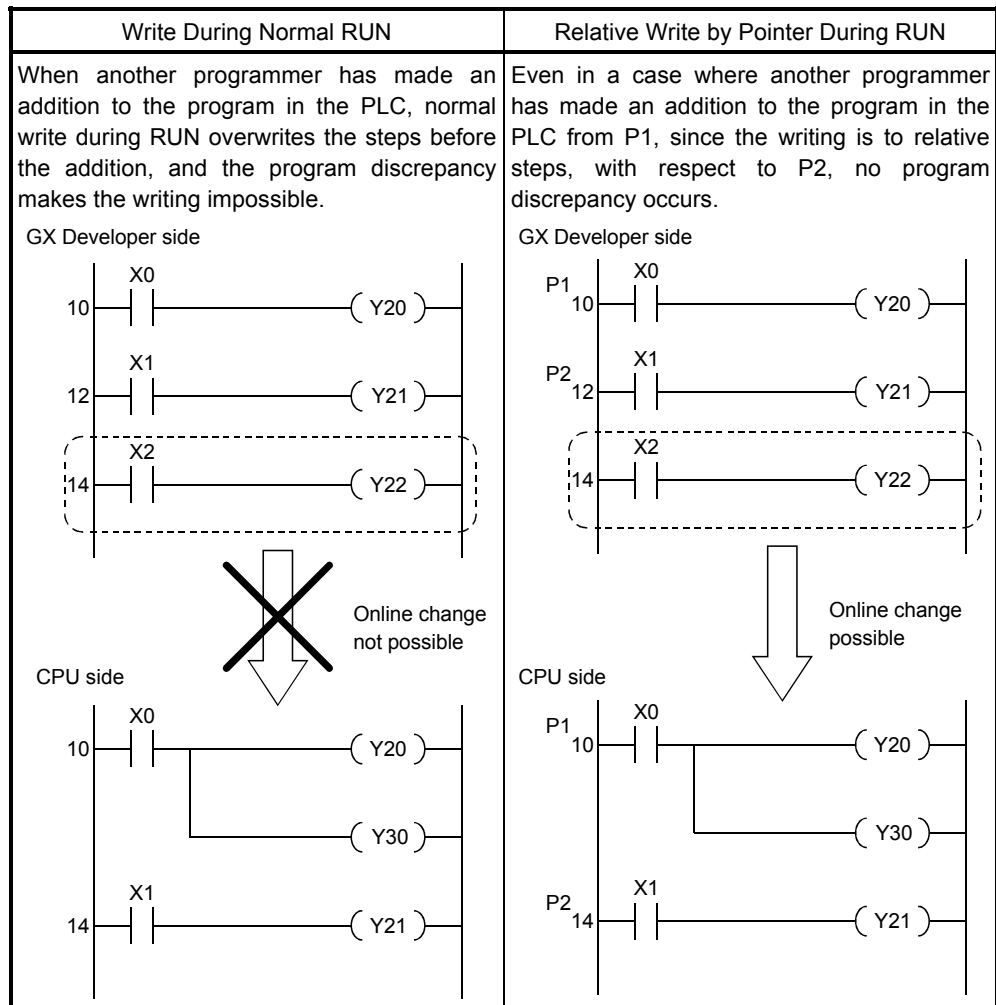 Write During Normal RUN
When another programmer has made an
addition to the program in the PLC, normal
write during RUN overwrites the steps before
the addition, and the program discrepancy
makes the writing impossible.
GX Developer side
X0
10
Y20
X1
12
Y21
X2
14
Y22
Online change
not possible
CPU side
X0
10
Y20
Y30
X1
14
Y21
Relative Write by Pointer During RUN
Even in a case where another programmer
has made an addition to the program in the
PLC from P1, since the writing is to relative
steps, with respect to P2, no program
discrepancy occurs.
GX Developer side
X0
P1
10
Y20
X1
P2
12
Y21
X2
14
Y22
Online change
possible
CPU side
X0
P1
10
Y20
Y30
X1
P2
14
Y21